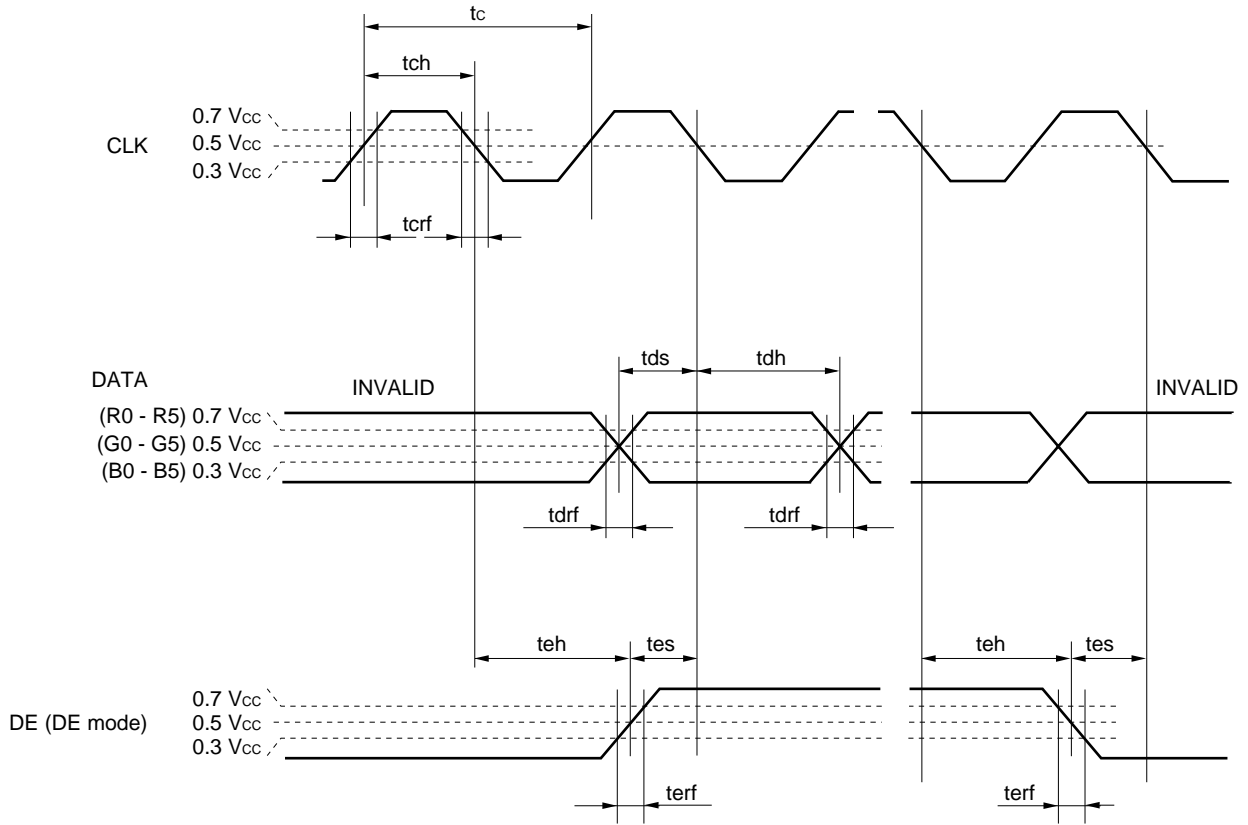 tc
tch
0.7 Vcc
CLK 0.5 Vcc
0.3 Vcc
tcrf
tds tdh
DATA
INVALID INVALID
(R0 - R5) 0.7 Vcc
(G0 - G5) 0.5 Vcc
(B0 - B5) 0.3 Vcc
tdrf tdrf
teh tes teh tes
0.7 Vcc
DE (DE mode) 0.5 Vcc
0.3 Vcc
terf terf